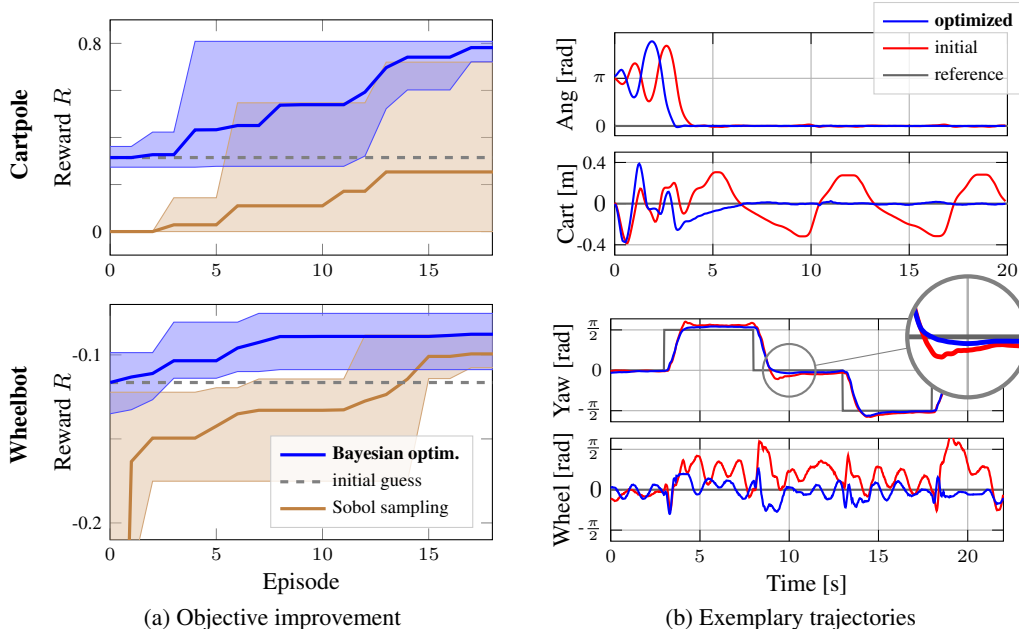 Cartpole
Reward R
0.8
0
0
5
10
15
Wheelbot
Reward R
-0.1
-0.2
Bayesian optim.
initial guess
Sobol sampling
0
5
10
15
Episode
(a) Objective improvement
optimized
initial
reference
Ang [rad]
π
0
Cart [m]
0.4
0
-0.4
0
5
10
15
20
Yaw [rad]
π/2
0
-π/2
Wheel [rad]
π/2
0
-π/2
0
5
10
15
20
Time [s]
(b) Exemplary trajectories